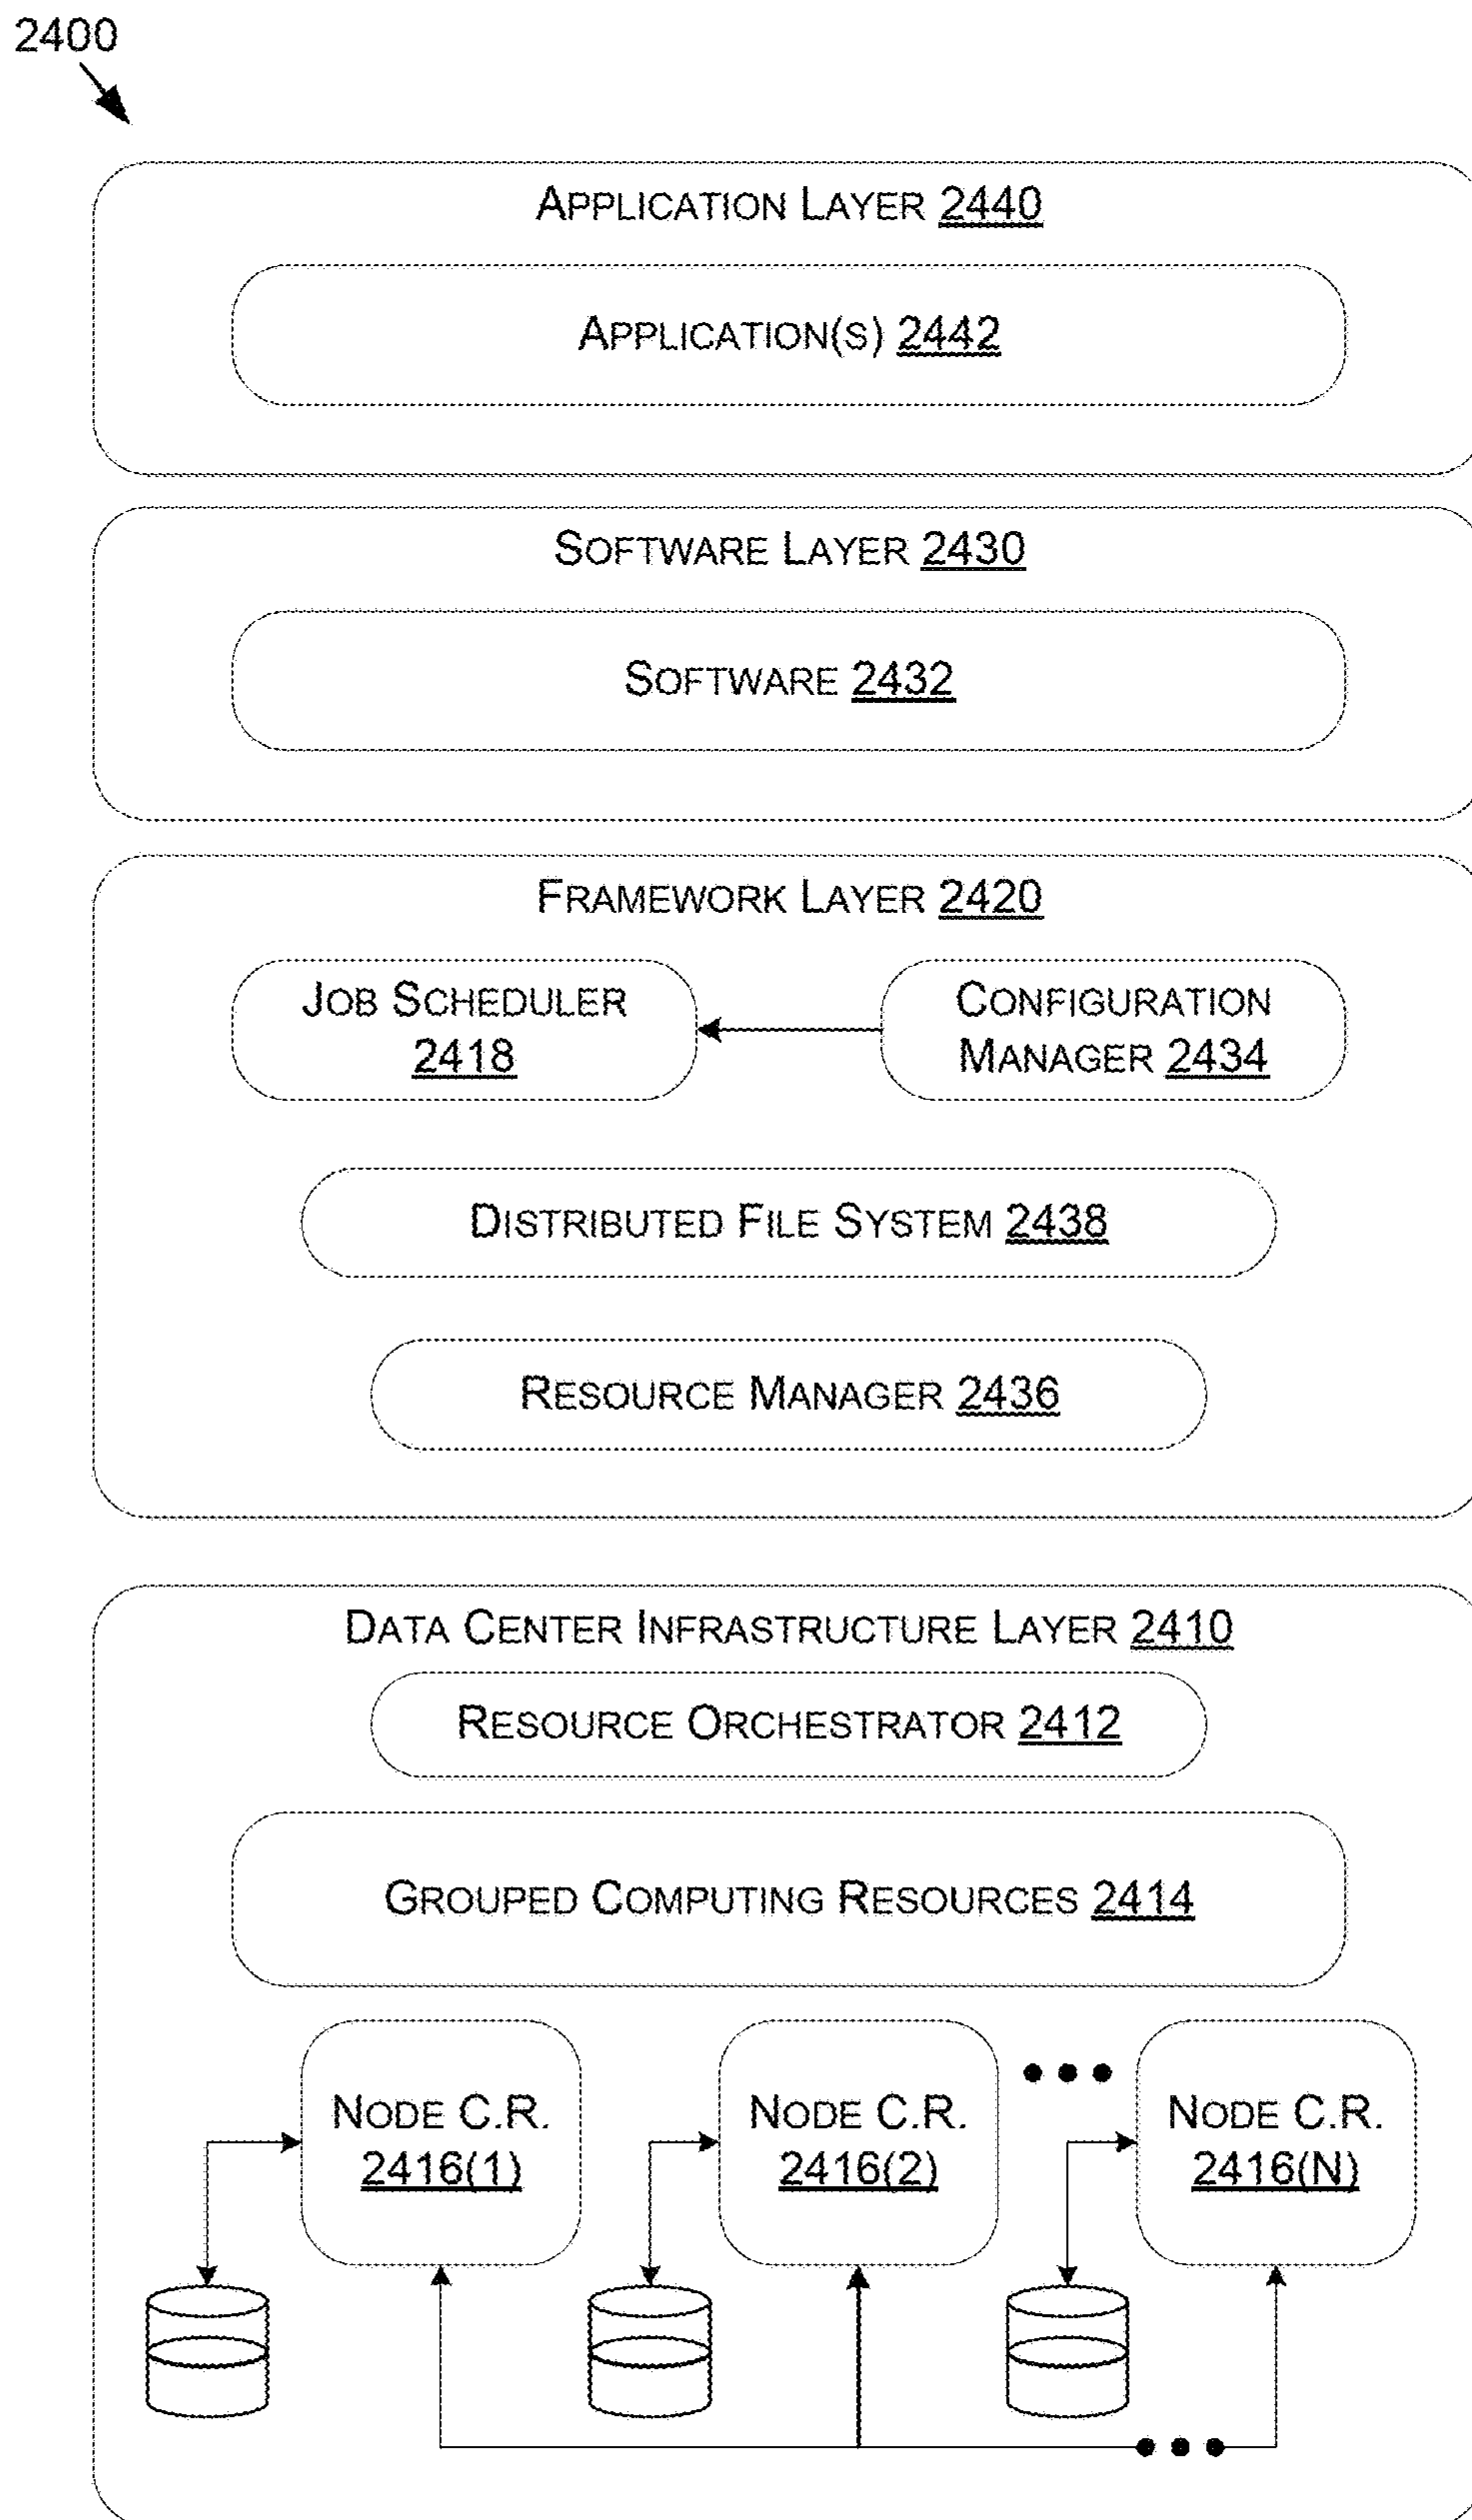 2400
APPLICATION LAYER 2440
APPLICATION(S) 2442
SOFTWARE LAYER 2430
SOFTWARE 2432
FRAMEWORK LAYER 2420
JOB SCHEDULER
2418
CONFIGURATION
MANAGER 2434
DISTRIBUTED FILE SYSTEM 2438
RESOURCE MANAGER 2436
DATA CENTER INFRASTRUCTURE LAYER 2410
RESOURCE ORCHESTRATOR 2412
GROUPED COMPUTING RESOURCES 2414
NODE C.R.
2416(1)
NODE C.R.
2416(2)
NODE C.R.
2416(N)